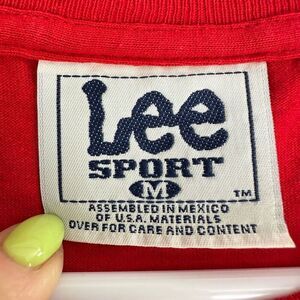 Lee
SPORT
M
TM
ASSEMBLED IN MEXICO
OF U.S.A. MATERIALS
OVER FOR CARE AND CONTENT